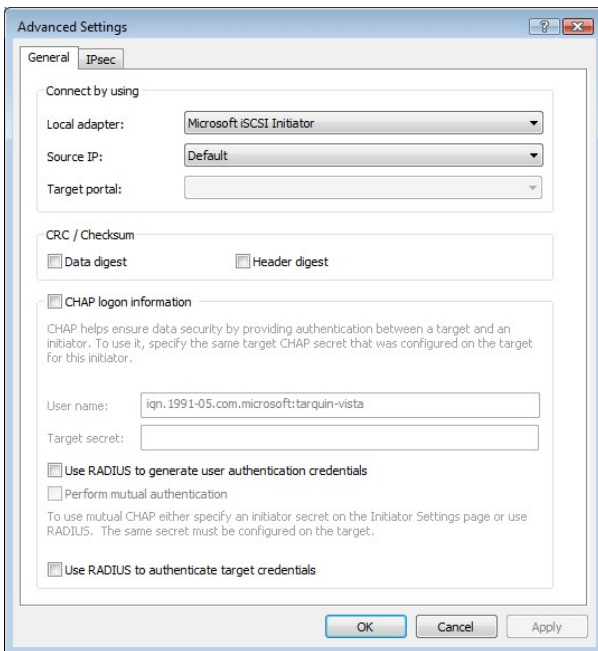 Advanced Settings
General
IPsec
Connect by using
Local adapter:
Microsoft iSCSI Initiator
Source IP:
Default
Target portal:
CRC / Checksum
Data digest
Header digest
CHAP logon information
CHAP helps ensure data security by providing authentication between a target and an
initiator. To use it, specify the same target CHAP secret that was configured on the target
for this initiator.
User name:
iqn.1991-05.com.microsoft:tarquin-vista
Target secret:
Use RADIUS to generate user authentication credentials
Perform mutual authentication
To use mutual CHAP either specify an initiator secret on the Initiator Settings page or use
RADIUS. The same secret must be configured on the target.
Use RADIUS to authenticate target credentials
OK
Cancel
Apply